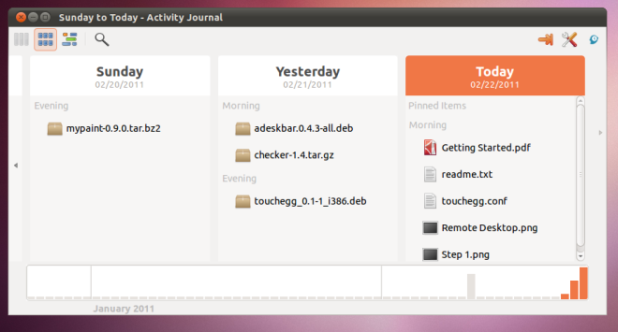 Sunday to Today - Activity Journal
Sunday
02/20/2011
Evening
mypaint-0.9.0.tar.bz2
Yesterday
02/21/2011
Morning
adeskbar.0.4.3-all.deb
checker-1.4.tar.gz
Evening
touchegg_0.1-1_i386.deb
Today
02/22/2011
Pinned Items
Morning
Getting Started.pdf
readme.txt
touchegg.conf
Remote Desktop.png
Step 1.png
January 2011